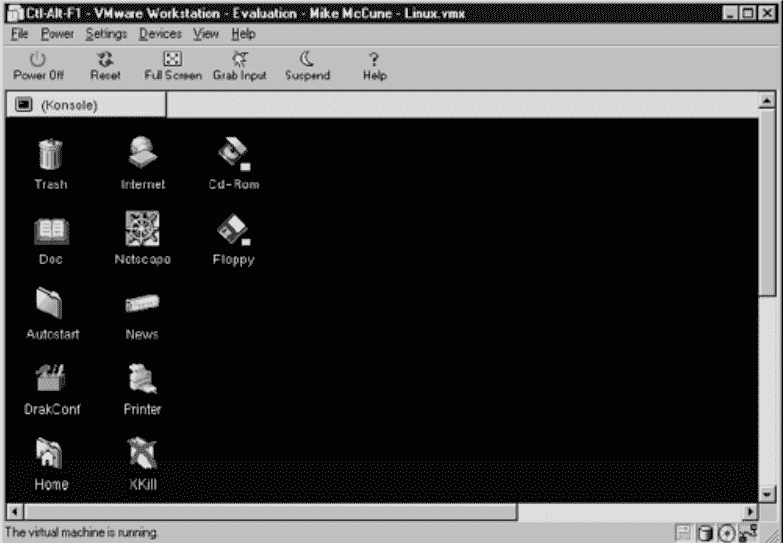 Ctl-Alt-F1 - VMware Workstation - Evaluation - Mike McCune - Linux.vmx
File Power Settings Devices View Help
Power Off Reset Full Screen Grab Input Suspend ? Help
(Konsole)
Trash Internet Cd-Rom
Doc Netscape Floppy
Autostart News
DrakConf Printer
Home XKill
The virtual machine is running.